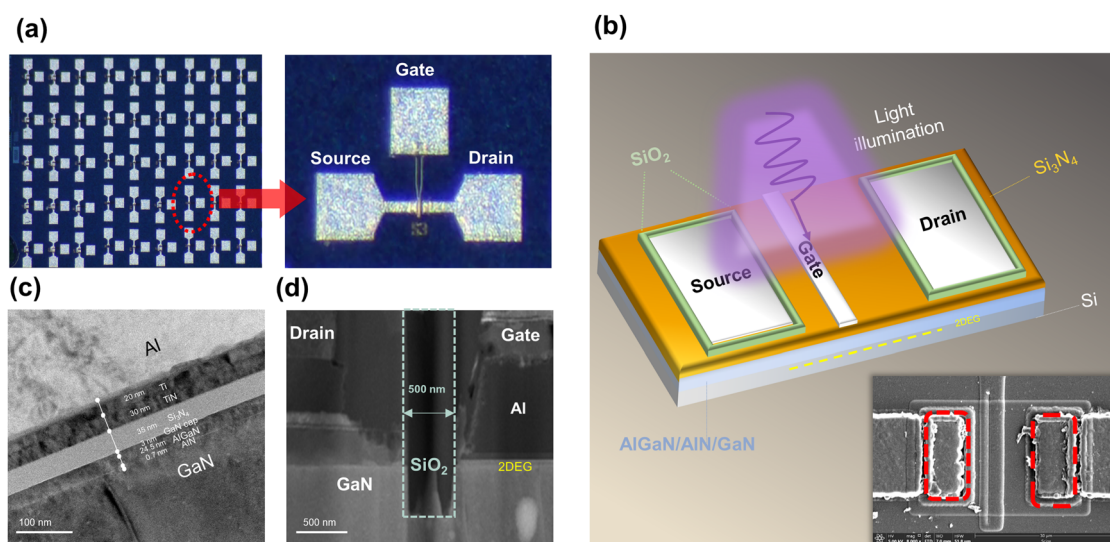 (a)
Gate
Source
Drain
(b)
Light
illumination
SiO₂
Si₃N₄
Drain
Source
Gate
Si
2DEG
AlGaN/AlN/GaN
(c)
Al
20 nm Ti
30 nm TiN
35 nm Si₃N₄
3 nm GaN cap
24.5 nm AlGaN
0.7 nm AlN
GaN
100 nm
(d)
Drain
Gate
500 nm
Al
SiO₂
2DEG
GaN
500 nm